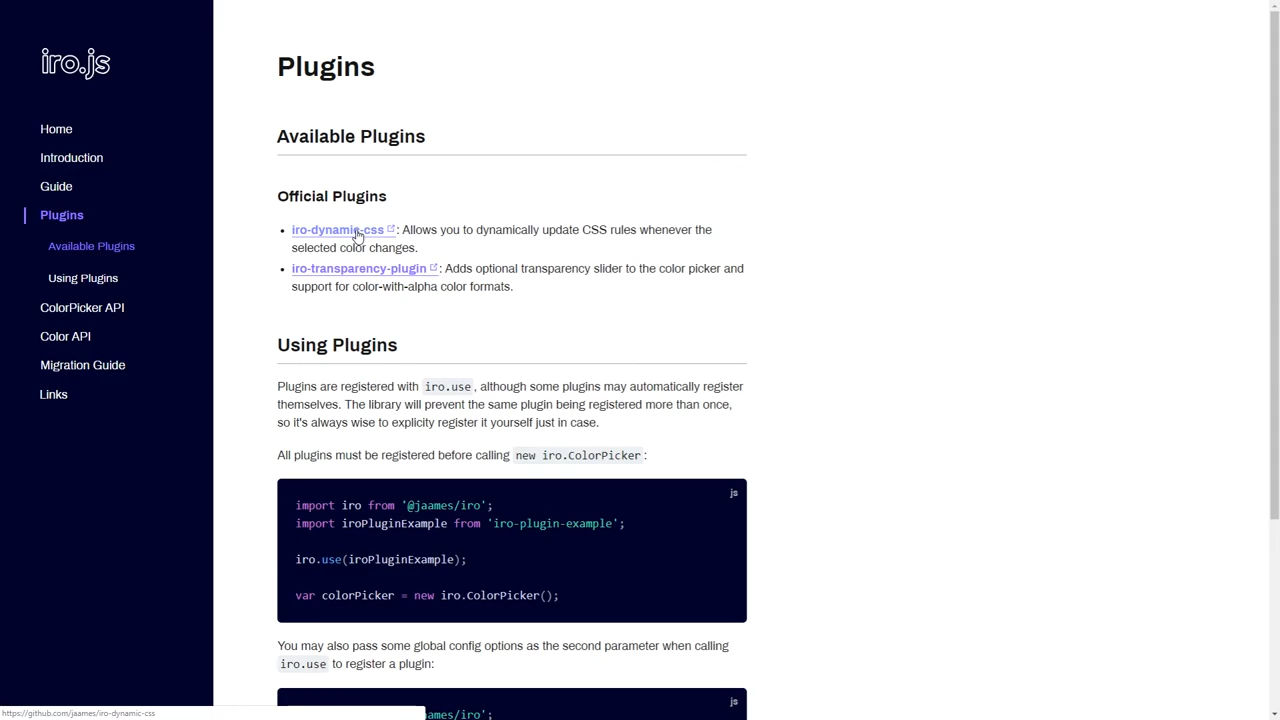 iro.js
Home
Introduction
Guide
Plugins
Available Plugins
Using Plugins
ColorPicker API
Color API
Migration Guide
Links
Plugins
Available Plugins
Official Plugins
iro-dynamic-css: Allows you to dynamically update CSS rules whenever the
selected color changes.
iro-transparency-plugin: Adds optional transparency slider to the color picker and
support for color-with-alpha color formats.
Using Plugins
Plugins are registered with iro.use, although some plugins may automatically register
themselves. The library will prevent the same plugin being registered more than once,
so it's always wise to explicity register it yourself just in case.
All plugins must be registered before calling new iro.ColorPicker:
js
import iro from '@jaames/iro';
import iroPluginExample from 'iro-plugin-example';
iro.use(iroPluginExample);
var colorPicker = new iro.ColorPicker();
You may also pass some global config options as the second parameter when calling
iro.use to register a plugin:
js
ames/iro';
https://github.com/jaames/iro-dynamic-css